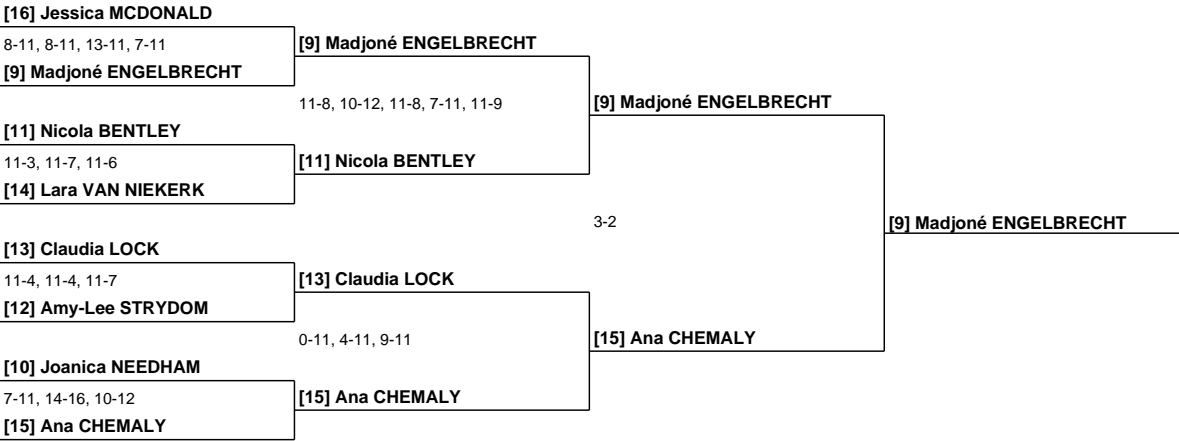 [16] Jessica MCDONALD
8-11, 8-11, 13-11, 7-11
[9] Madjoné ENGELBRECHT
[9] Madjoné ENGELBRECHT
11-8, 10-12, 11-8, 7-11, 11-9
[9] Madjoné ENGELBRECHT
[11] Nicola BENTLEY
11-3, 11-7, 11-6
[11] Nicola BENTLEY
[14] Lara VAN NIEKERK
3-2
[9] Madjoné ENGELBRECHT
[13] Claudia LOCK
11-4, 11-4, 11-7
[13] Claudia LOCK
[12] Amy-Lee STRYDOM
0-11, 4-11, 9-11
[15] Ana CHEMALY
[10] Joanica NEEDHAM
7-11, 14-16, 10-12
[15] Ana CHEMALY
[15] Ana CHEMALY